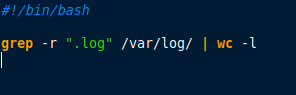 #!/bin/bash
grep -r ".log" /var/log/ | wc -l